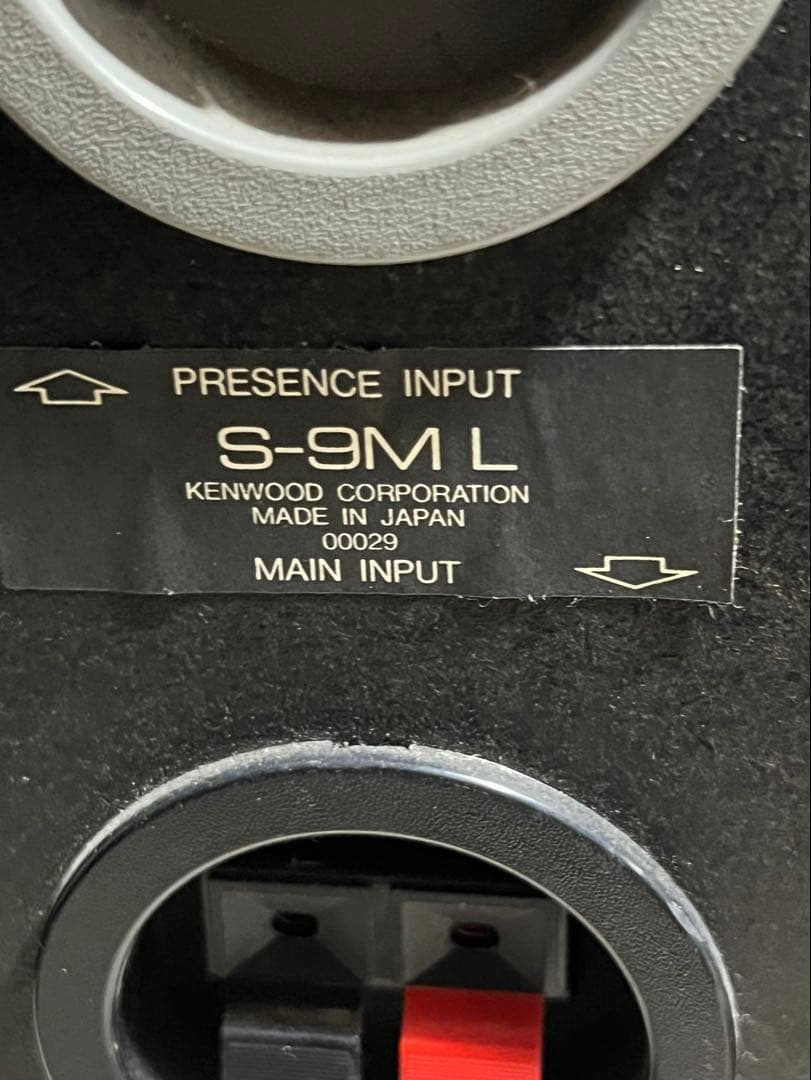 PRESENCE INPUT
S-9M L
KENWOOD CORPORATION
MADE IN JAPAN
00029
MAIN INPUT